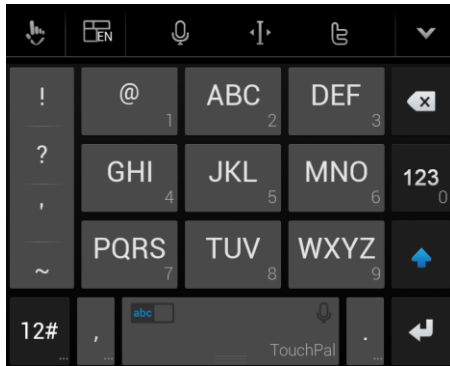 EN
! @ 1 ABC 2 DEF 3
? GHI 4 JKL 5 MNO 6 123 0
,
~ PQRS 7 TUV 8 WXYZ 9
12# ... , ... abc TouchPal . ...